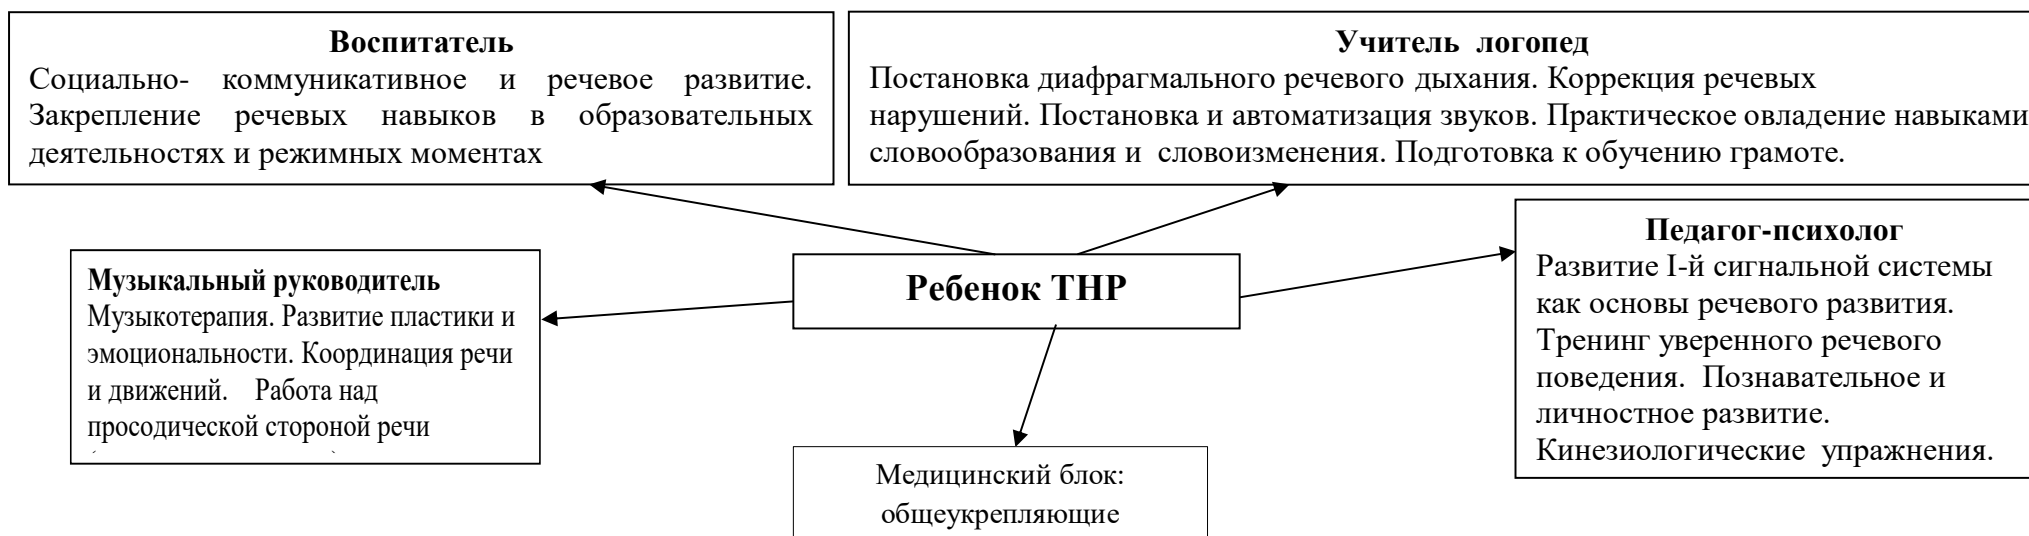 Воспитатель
Социально- коммуникативное и речевое развитие.
Закрепление речевых навыков в образовательных
деятельностях и режимных моментах
Учитель логопед
Постановка диафрагмального речевого дыхания. Коррекция речевых
нарушений. Постановка и автоматизация звуков. Практическое овладение навыками
словообразования и словоизменения. Подготовка к обучению грамоте.
Музыкальный руководитель
Музыкотерапия. Развитие пластики и
эмоциональности. Координация речи
и движений. Работа над
просодической стороной речи
Ребенок ТНР
Педагог-психолог
Развитие I-й сигнальной системы
как основы речевого развития.
Тренинг уверенного речевого
поведения. Познавательное и
личностное развитие.
Кинезиологические упражнения.
Медицинский блок:
общеукрепляющие